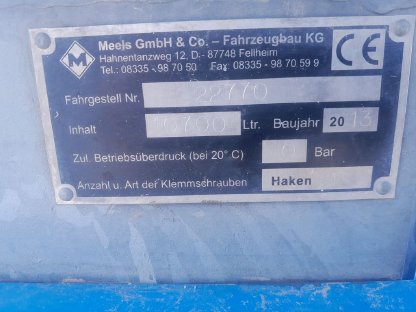 M
Meels GmbH & Co. – Fahrzeugbau KG
Hahnentanzweg 12, D.- 87748 Fellheim
Tel.: 08335 - 98 70 50 Fax 08335 - 98 70 59 9
CE
Fahrgestell Nr. 22770
Inhalt Ltr. Baujahr 20 13
Zul. Betriebsüberdruck (bei 20° C) 0 Bar
Anzahl u. Art der Klemmschrauben Haken